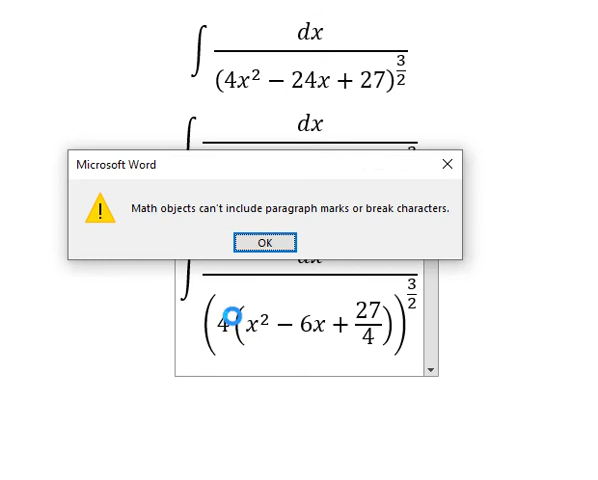 ∫ dx / (4x² − 24x + 27)^(3/2)
dx
Microsoft Word
Math objects can't include paragraph marks or break characters.
OK
∫ dx / (4(x² − 6x + 27/4))^(3/2)